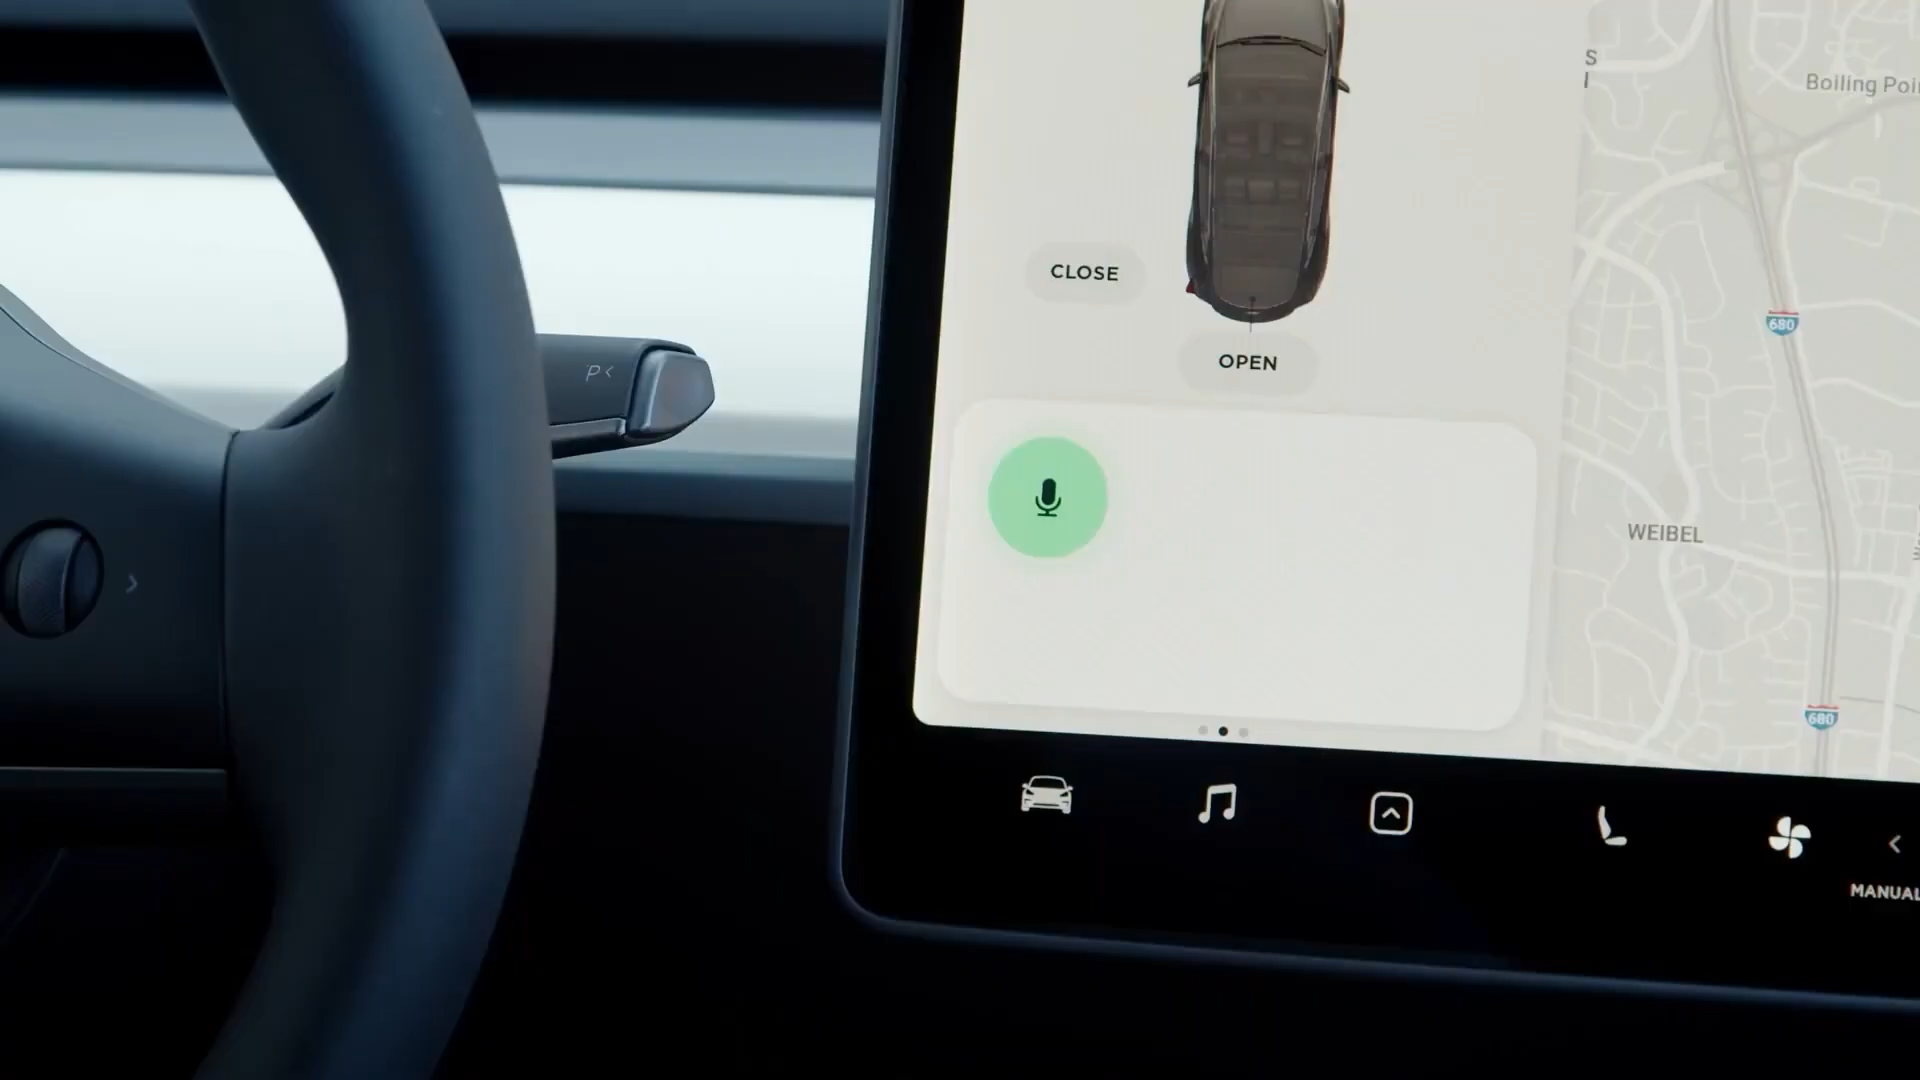 S
I
Boiling Poi
CLOSE
P<
OPEN
680
WEIBEL
680
MANUAL